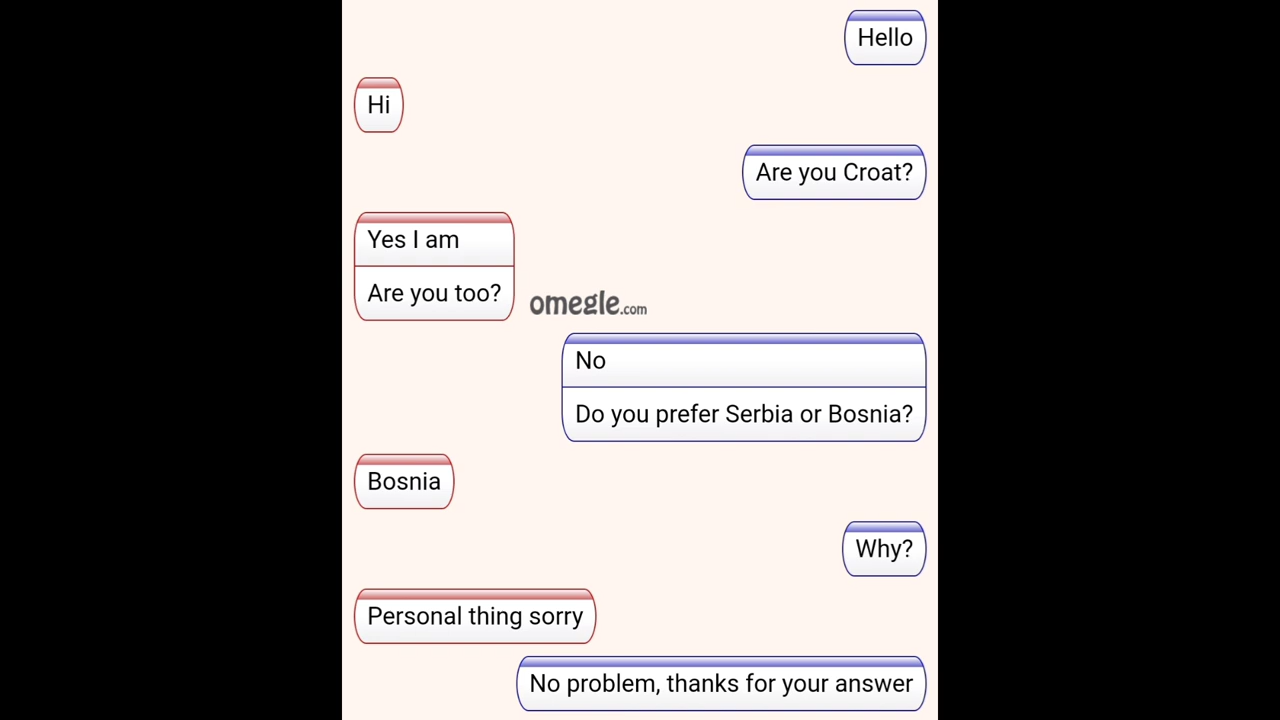 Hello
Hi
Are you Croat?
Yes I am
Are you too?
omegle.com
No
Do you prefer Serbia or Bosnia?
Bosnia
Why?
Personal thing sorry
No problem, thanks for your answer